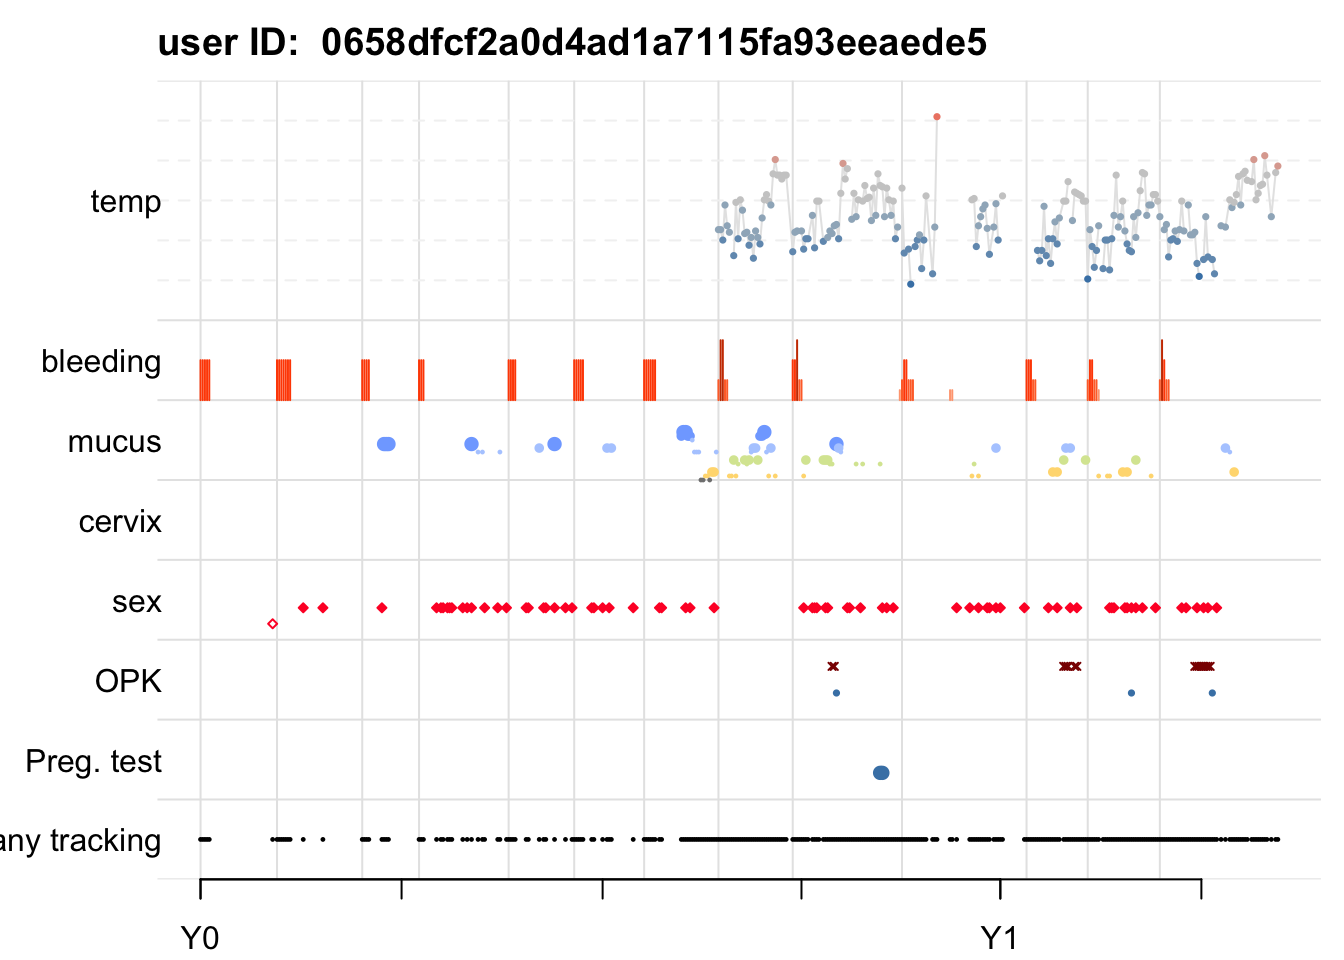 user ID:  0658dfcf2a0d4ad1a7115fa93eeaede5
temp
bleeding
mucus
cervix
sex
OPK
Preg. test
any tracking
Y0 Y1